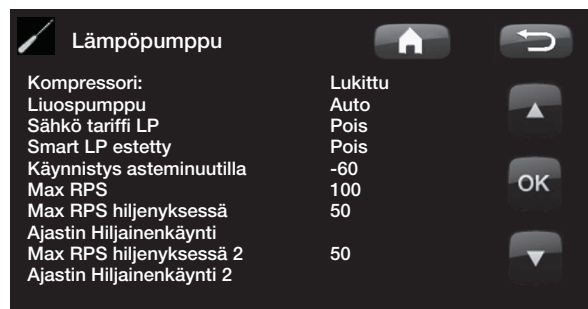 Lämpöpumppu
Kompressori: Lukittu
Liuospumppu Auto
Sähkö tariffi LP Pois
Smart LP estetty Pois
Käynnistys asteminuutilla -60
Max RPS 100
Max RPS hiljenyksessä 50
Ajastin Hiljainenkäynti
Max RPS hiljenyksessä 2 50
Ajastin Hiljainenkäynti 2
OK